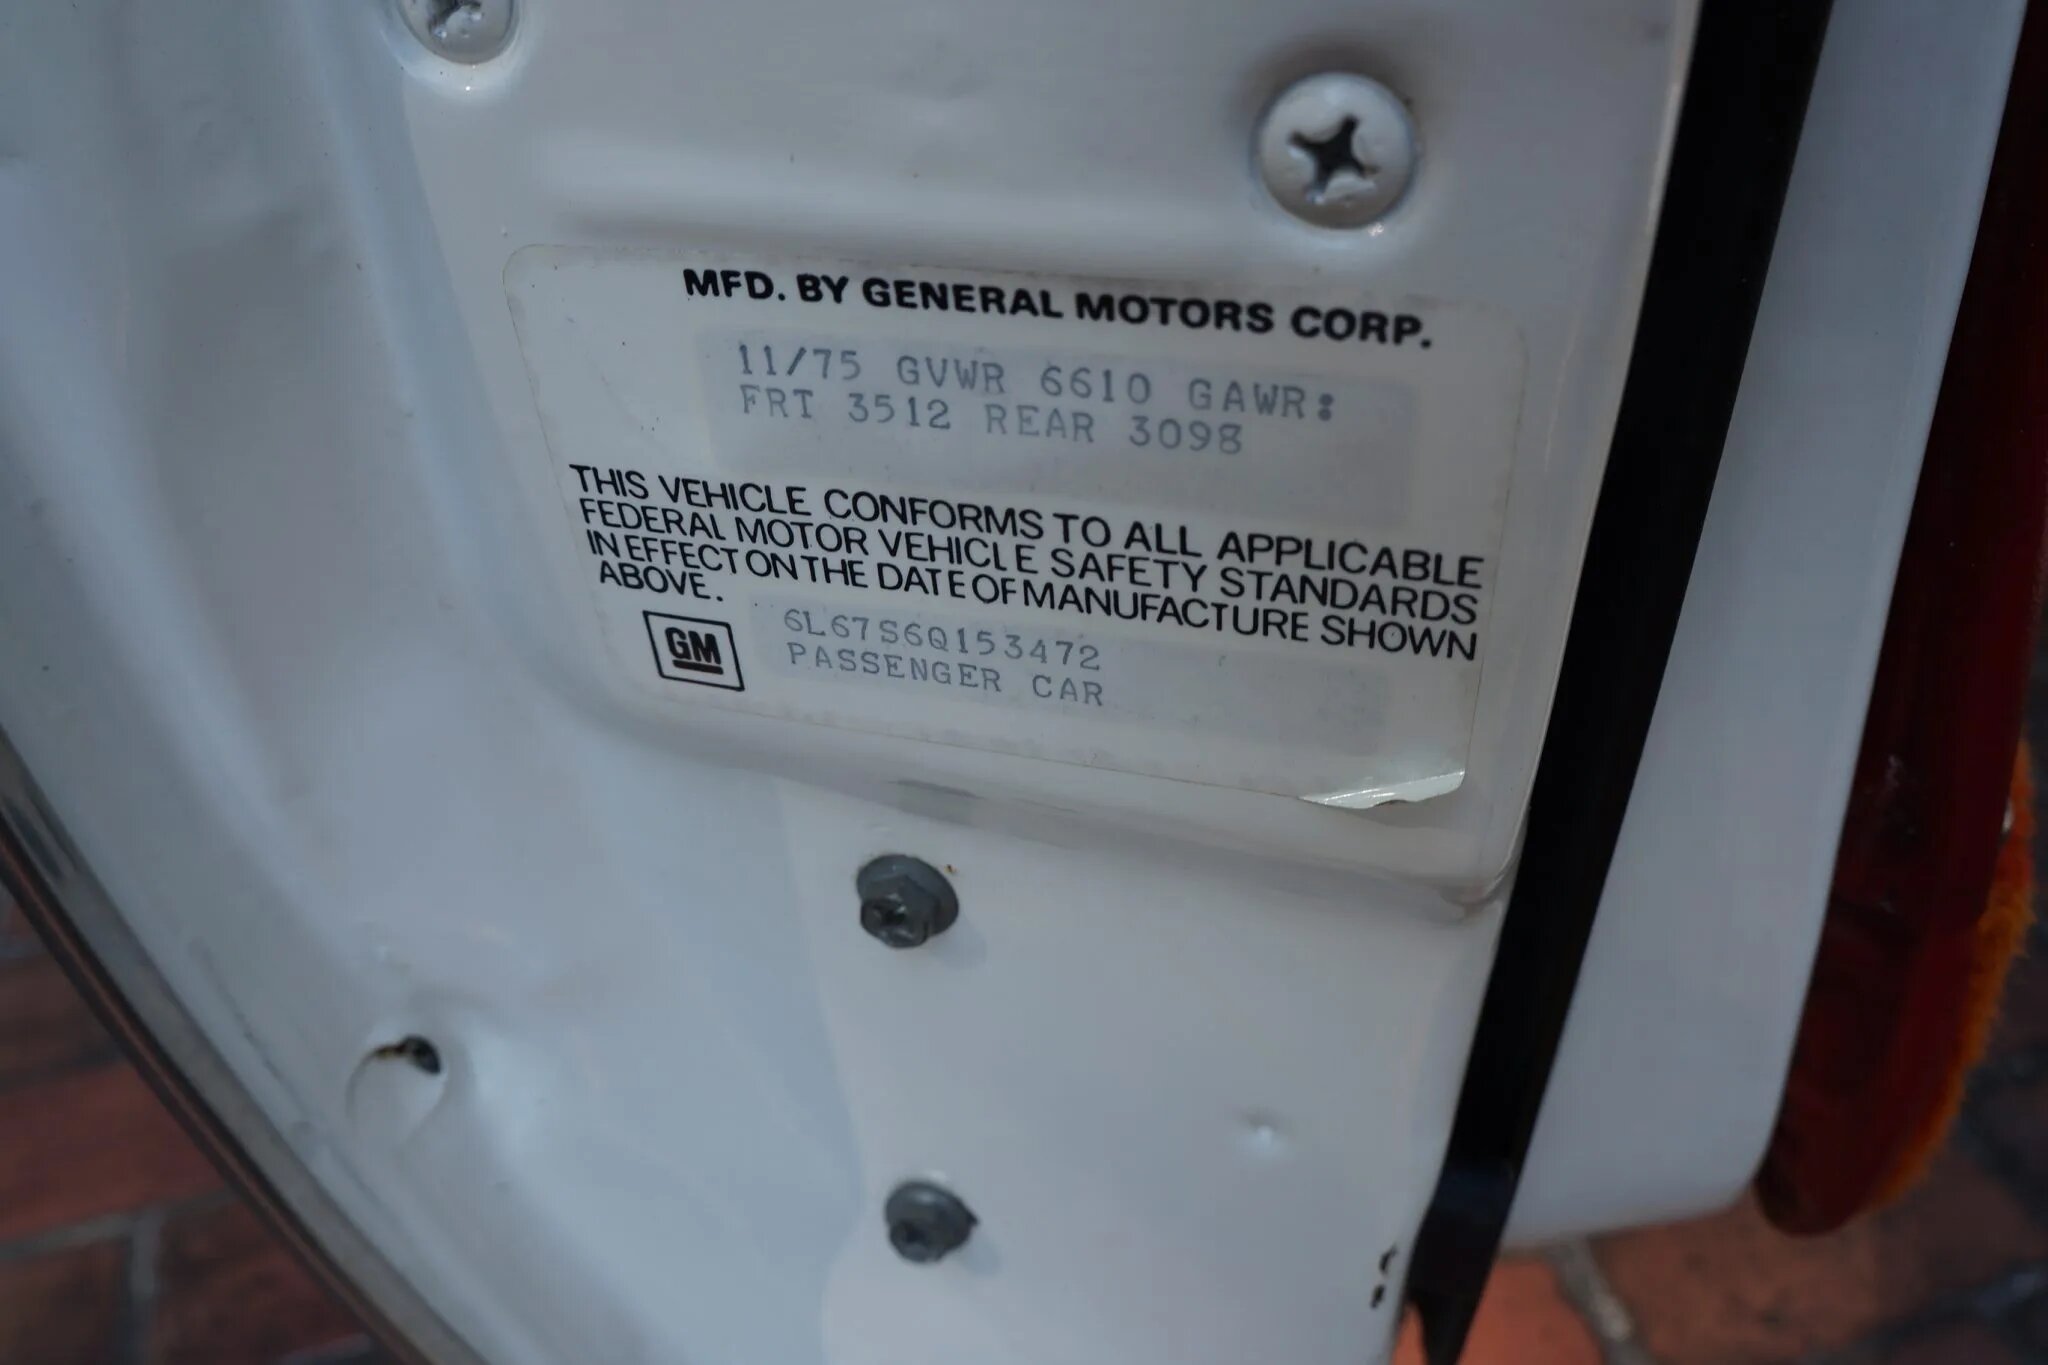 MFD. BY GENERAL MOTORS CORP.
11/75 GVWR 6610 GAWR:
FRT 3512 REAR 3098
THIS VEHICLE CONFORMS TO ALL APPLICABLE
FEDERAL MOTOR VEHICLE SAFETY STANDARDS
IN EFFECT ON THE DATE OF MANUFACTURE SHOWN
ABOVE.
GM
6L67S6Q153472
PASSENGER CAR